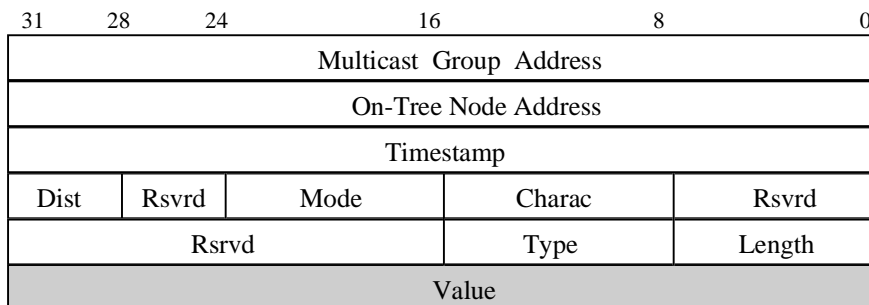 31 28 24 16 8 0
Multicast Group Address
On-Tree Node Address
Timestamp
Dist Rsvrd Mode Charac Rsvrd
Rsrvd Type Length
Value